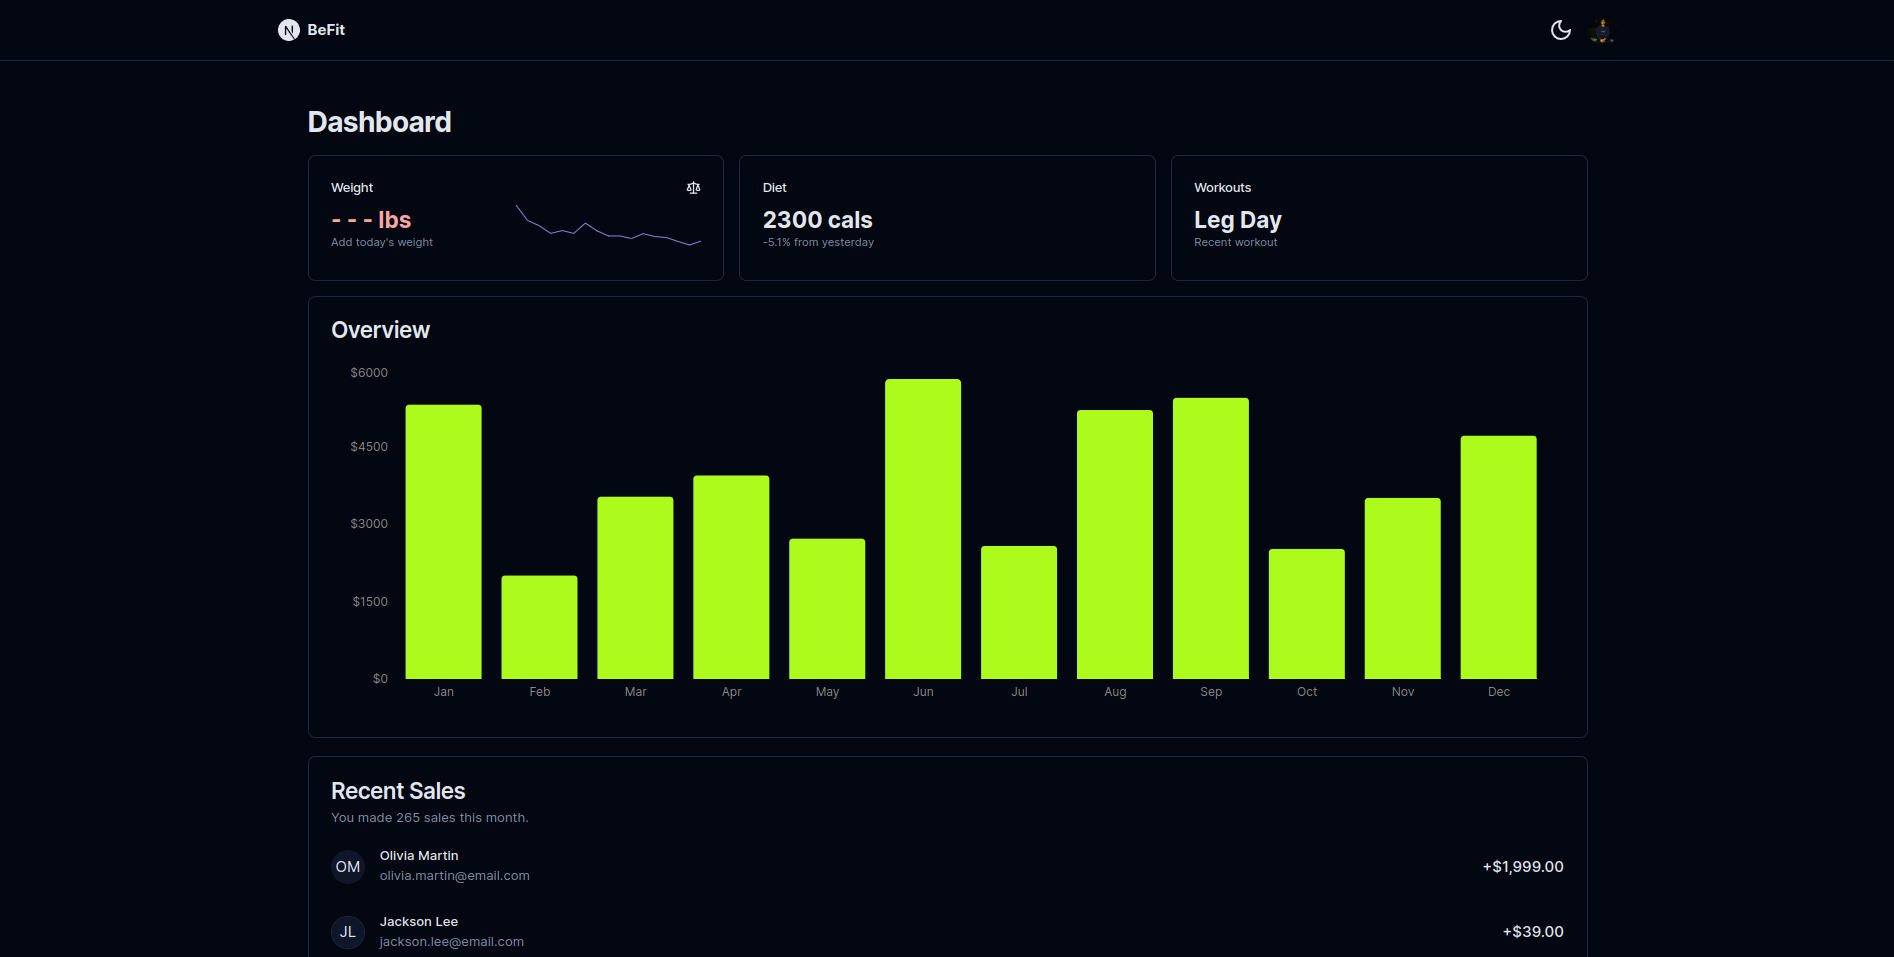 BeFit
Dashboard
Weight
- - - lbs
Add today's weight
Diet
2300 cals
-5.1% from yesterday
Workouts
Leg Day
Recent workout
Overview
$6000
$4500
$3000
$1500
$0
Jan Feb Mar Apr May Jun Jul Aug Sep Oct Nov Dec
Recent Sales
You made 265 sales this month.
OM
Olivia Martin
olivia.martin@email.com
+$1,999.00
JL
Jackson Lee
jackson.lee@email.com
+$39.00